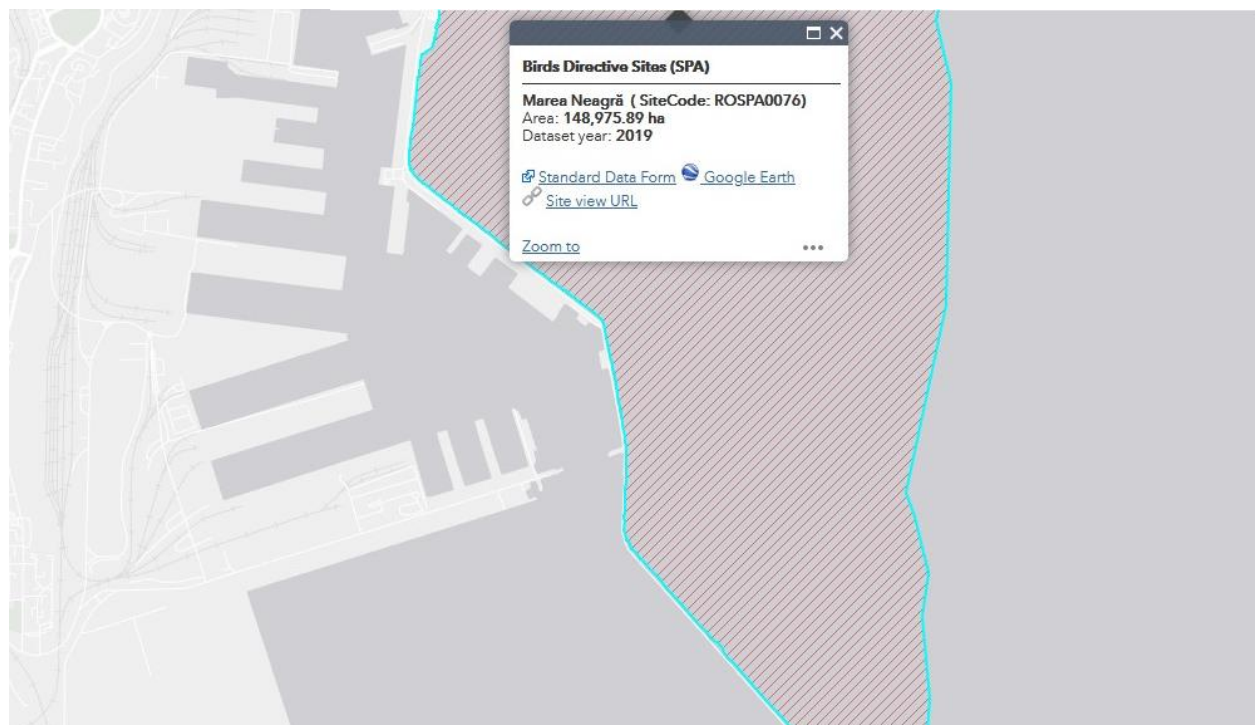 Birds Directive Sites (SPA)
Marea Neagră ( SiteCode: ROSPA0076)
Area: 148,975.89 ha
Dataset year: 2019
Standard Data Form Google Earth
Site view URL
Zoom to